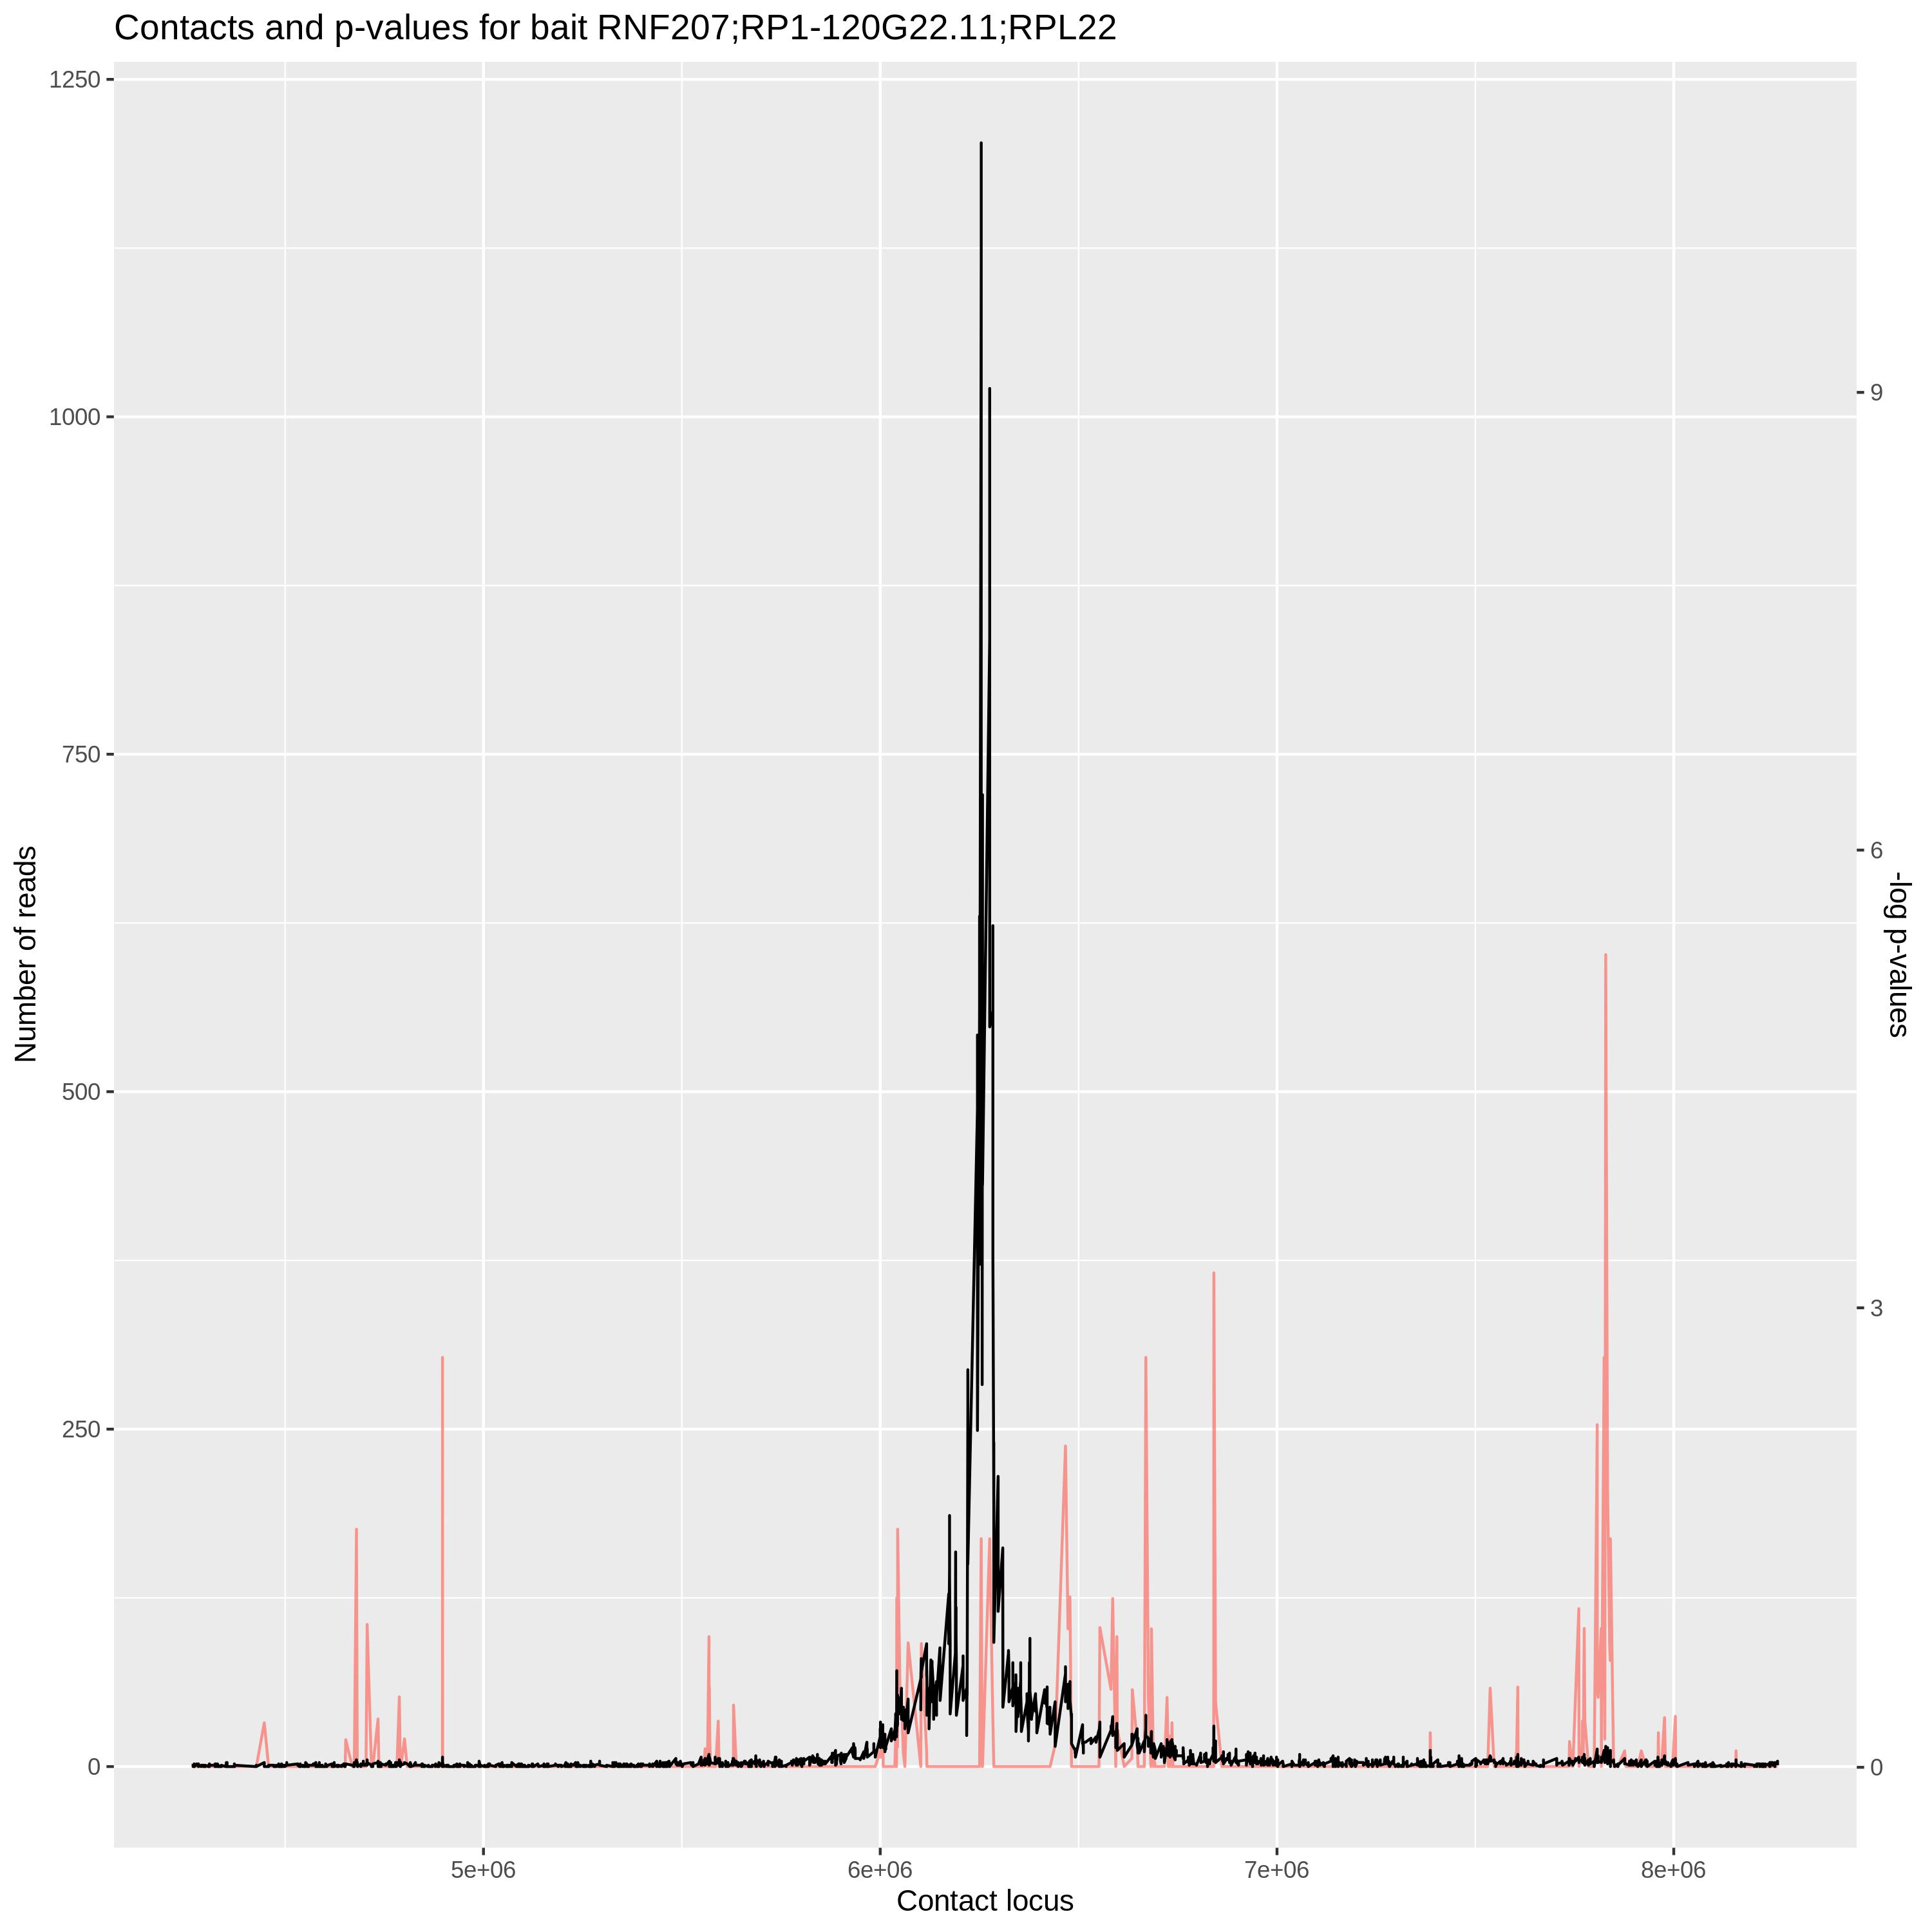 Contacts and p-values for bait RNF207;RP1-120G22.11;RPL22
1250
1000
750
500
250
0
Number of reads
9
6
3
0
-log p-values
5e+06
6e+06
7e+06
8e+06
Contact locus